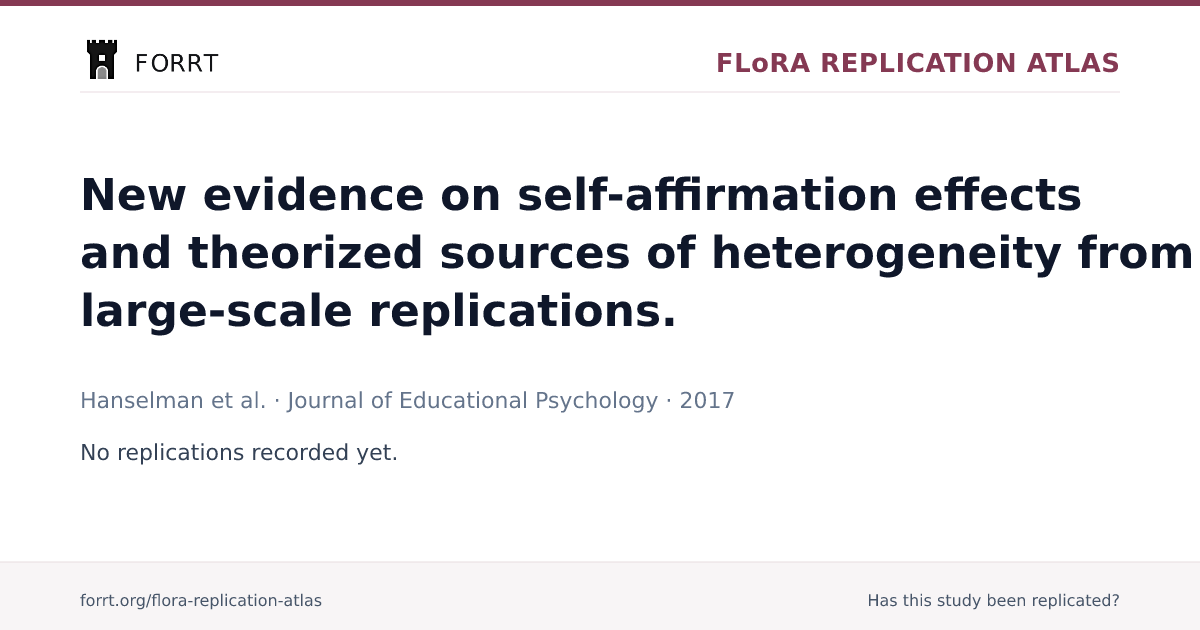 FORRT
FLoRA REPLICATION ATLAS
New evidence on self-affirmation effects
and theorized sources of heterogeneity from
large-scale replications.
Hanselman et al. · Journal of Educational Psychology · 2017
No replications recorded yet.
forrt.org/flora-replication-atlas
Has this study been replicated?